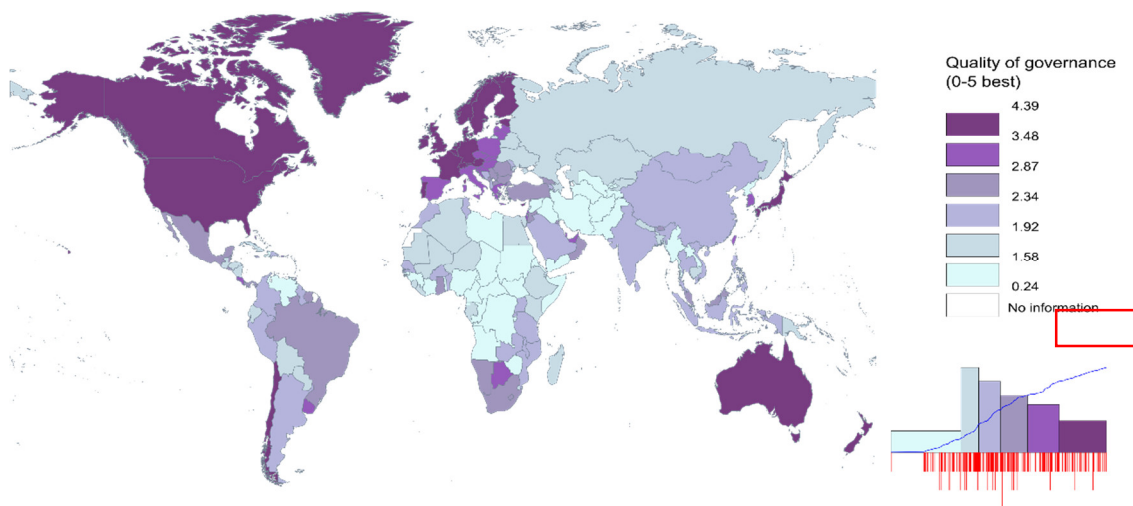 Quality of governance
(0-5 best)
4.39
3.48
2.87
2.34
1.92
1.58
0.24
No information